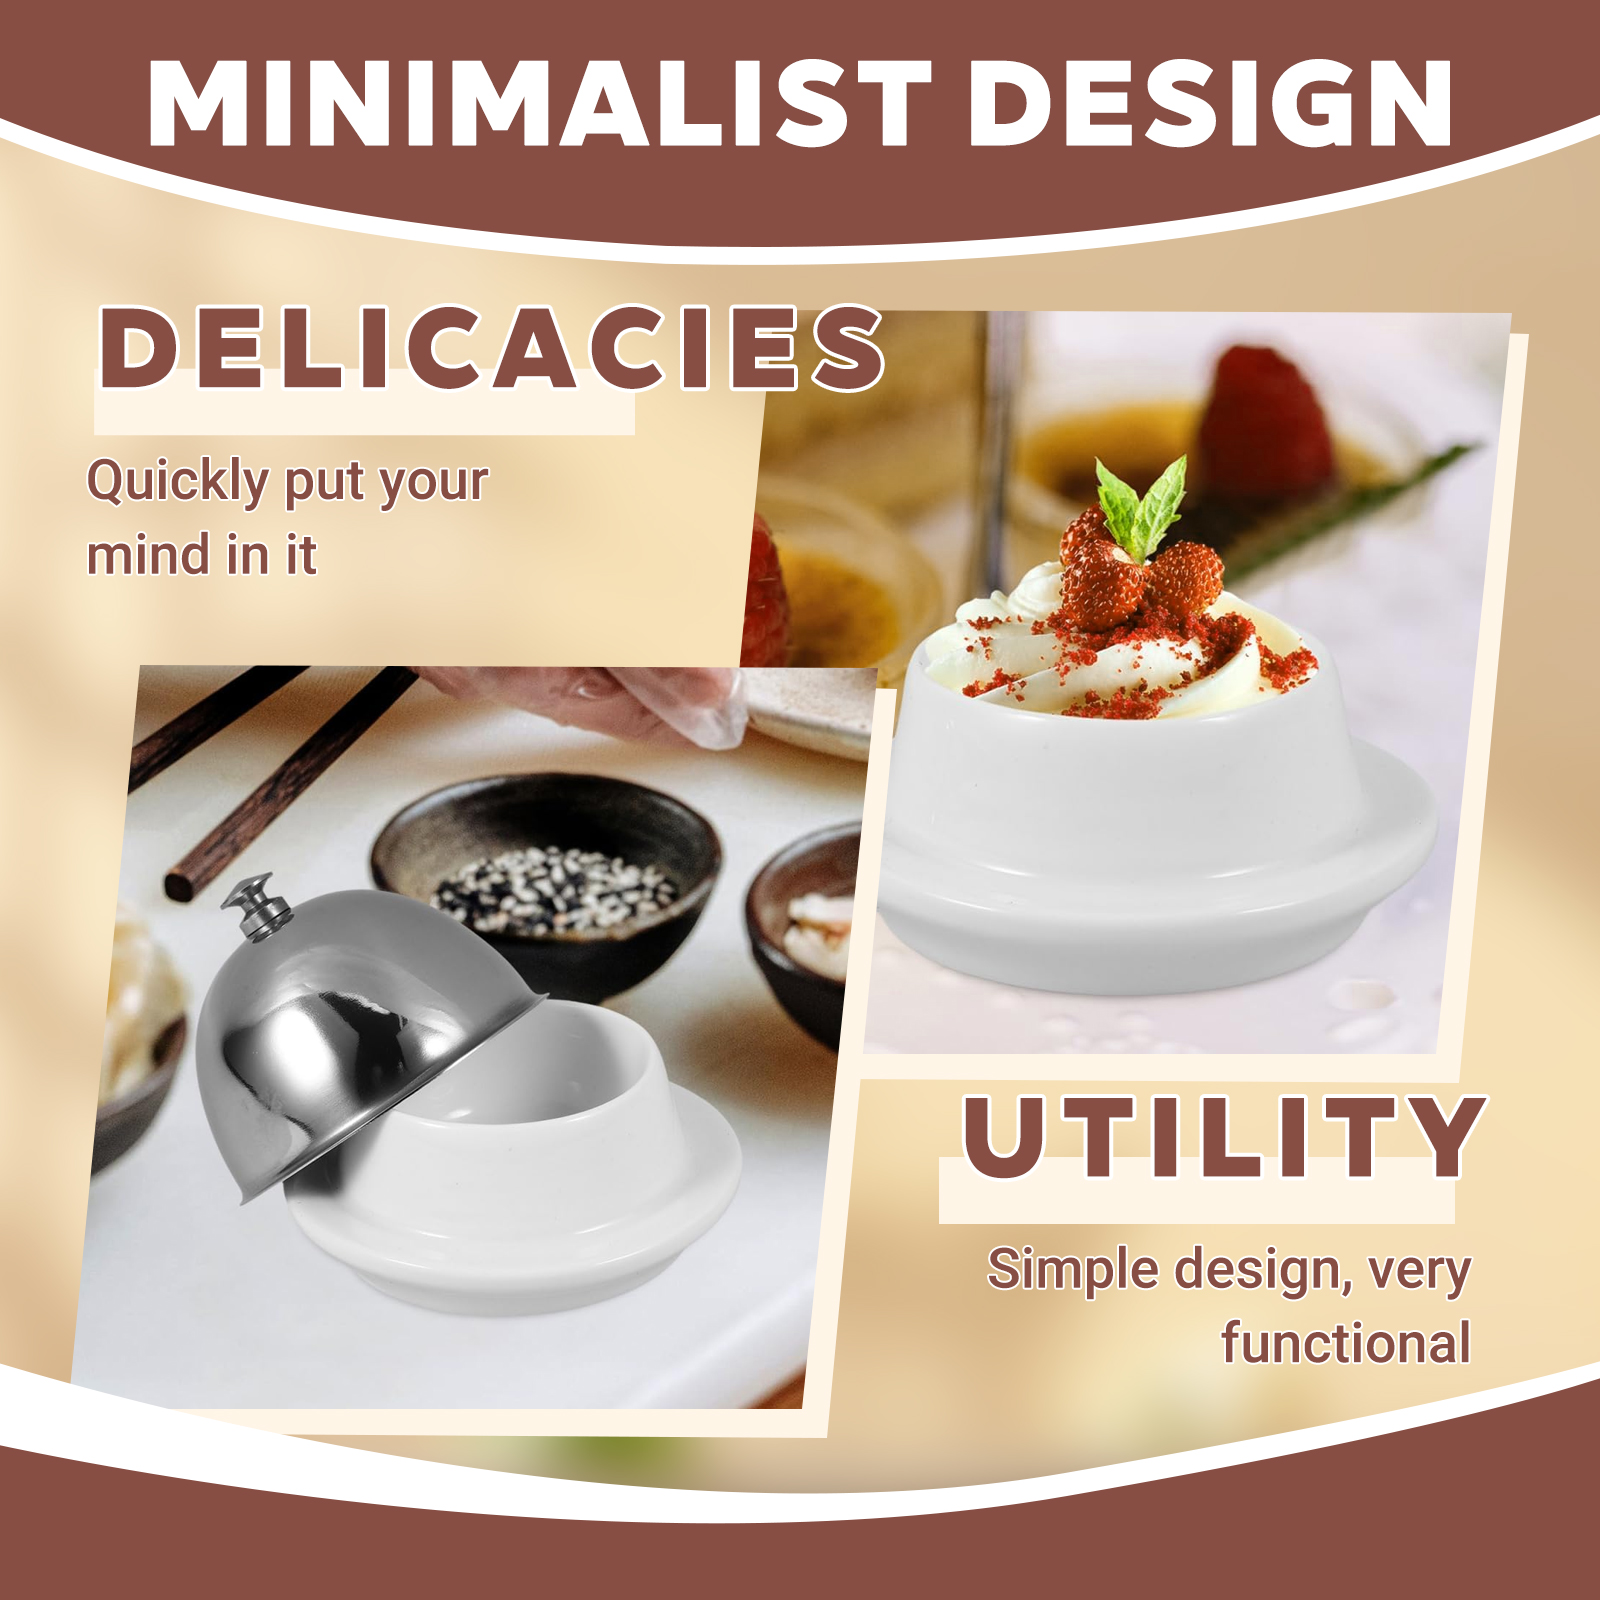 MINIMALIST DESIGN
DELICACIES
Quickly put your
mind in it
UTILITY
Simple design, very
functional